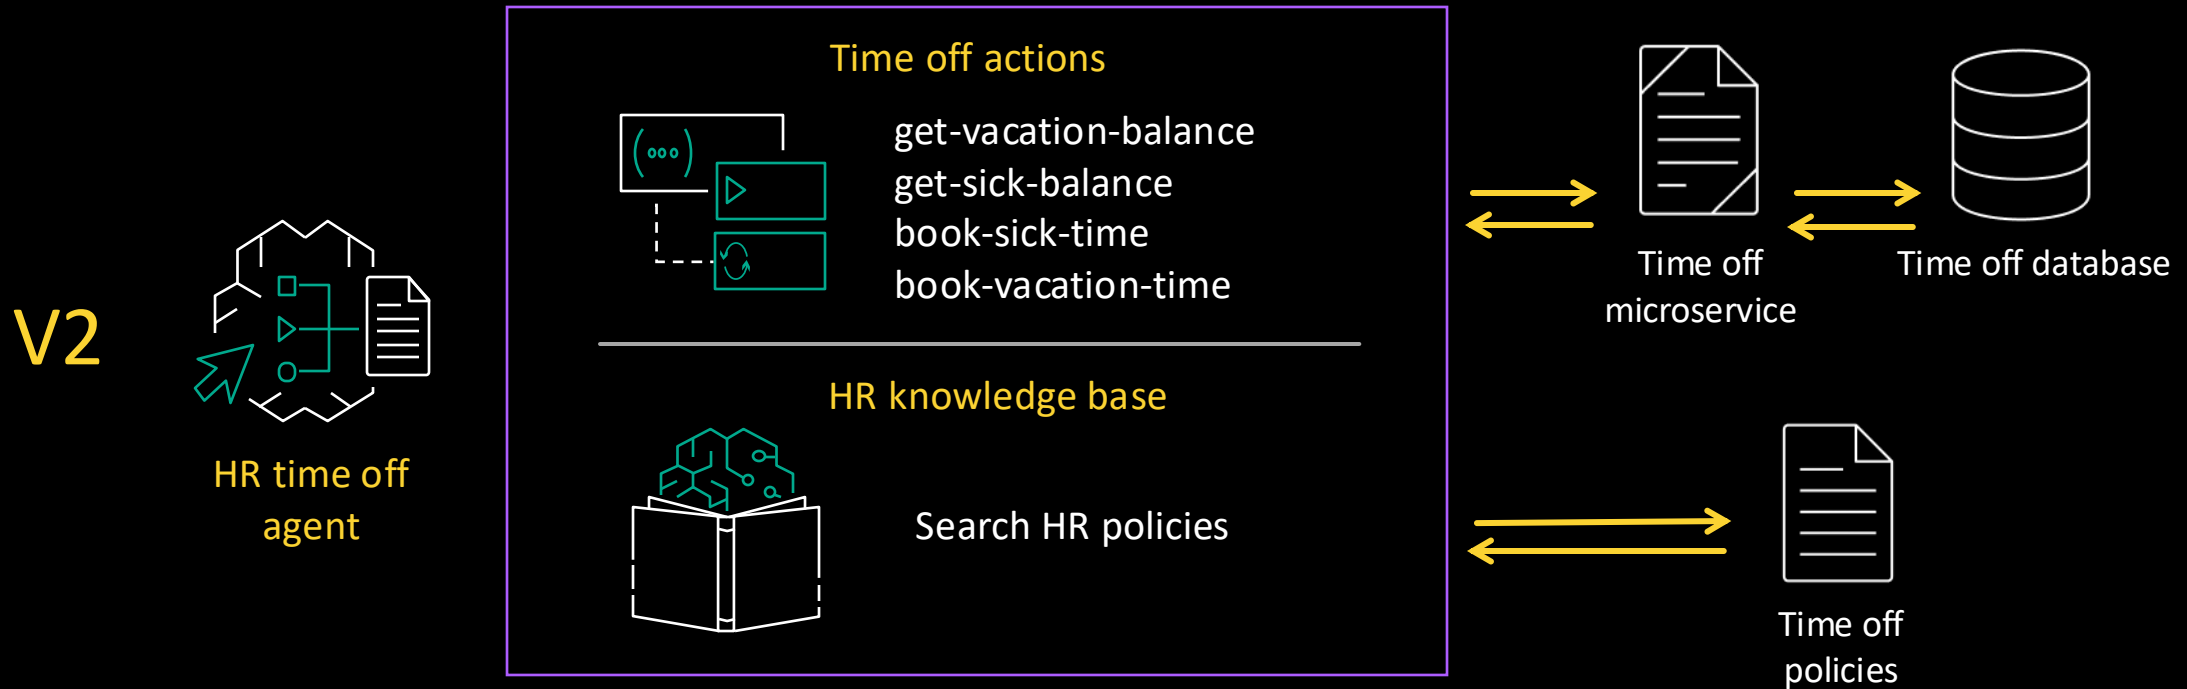 V2
HR time off
agent
Time off actions
get-vacation-balance
get-sick-balance
book-sick-time
book-vacation-time
HR knowledge base
Search HR policies
Time off
microservice
Time off database
Time off
policies